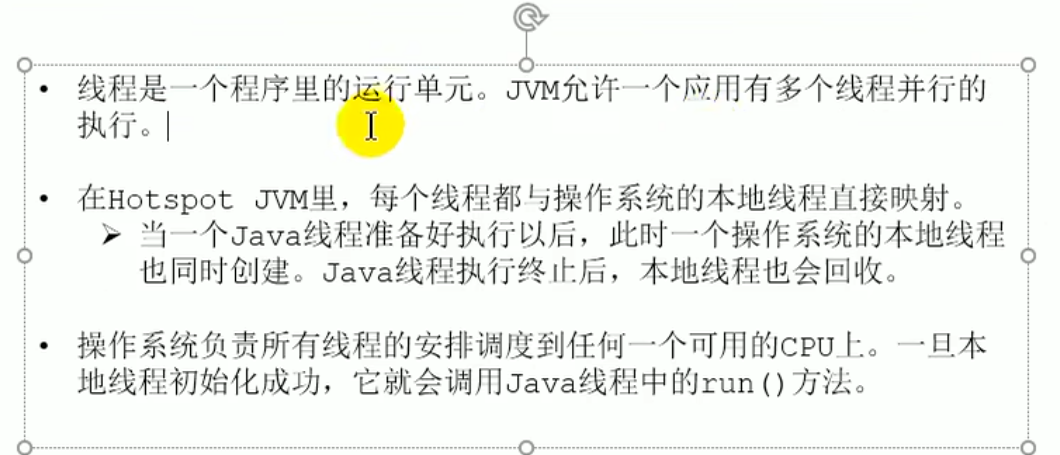 • 线程是一个程序里的运行单元。JVM允许一个应用有多个线程并行的
执行。
• 在Hotspot JVM里，每个线程都与操作系统的本地线程直接映射。
➢ 当一个Java线程准备好执行以后，此时一个操作系统的本地线程
也同时创建。Java线程执行终止后，本地线程也会回收。
• 操作系统负责所有线程的安排调度到任何一个可用的CPU上。一旦本
地线程初始化成功，它就会调用Java线程中的run()方法。